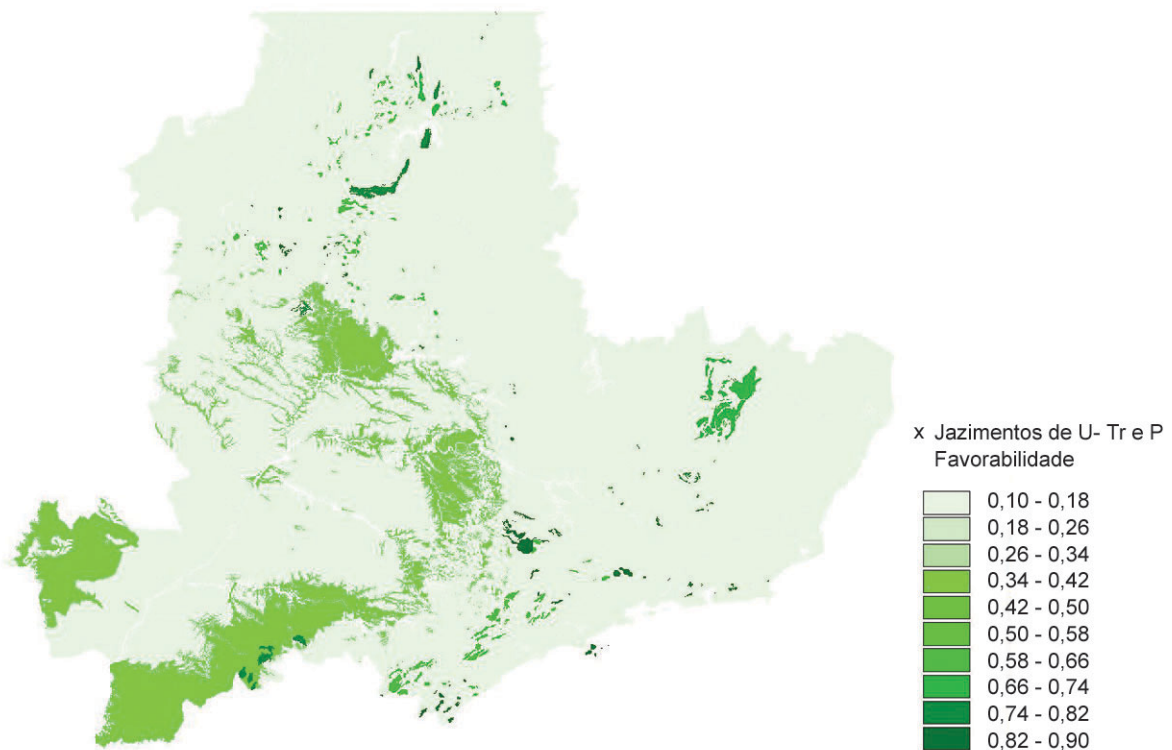 x Jazimentos de U- Tr e P
Favorabilidade
0,10 - 0,18
0,18 - 0,26
0,26 - 0,34
0,34 - 0,42
0,42 - 0,50
0,50 - 0,58
0,58 - 0,66
0,66 - 0,74
0,74 - 0,82
0,82 - 0,90